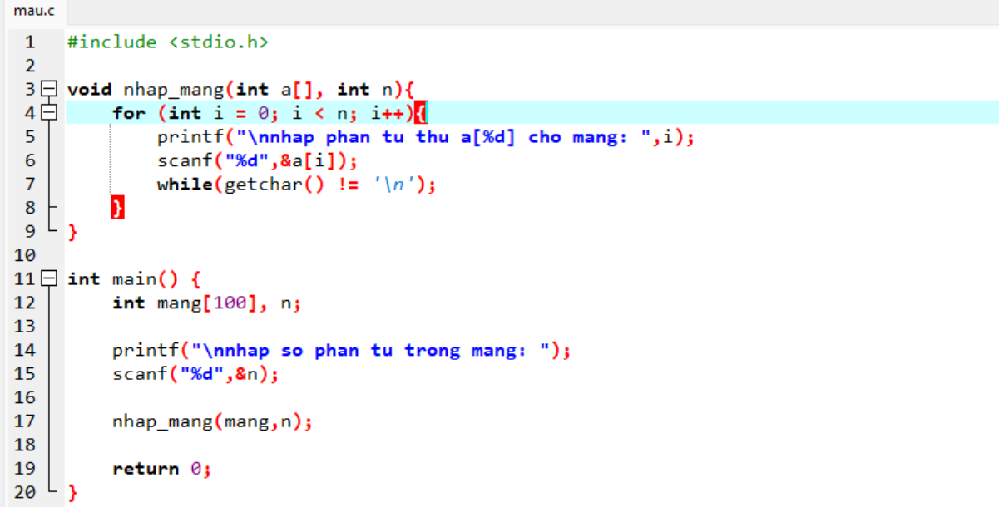 mau.c
1 #include <stdio.h>
2
3 void nhap_mang(int a[], int n){
4 for (int i = 0; i < n; i++){
5 printf("\nnhap phan tu thu a[%d] cho mang: ",i);
6 scanf("%d",&a[i]);
7 while(getchar() != '\n');
8 }
9 }
10
11 int main() {
12 int mang[100], n;
13
14 printf("\nnhap so phan tu trong mang: ");
15 scanf("%d",&n);
16
17 nhap_mang(mang,n);
18
19 return 0;
20 }